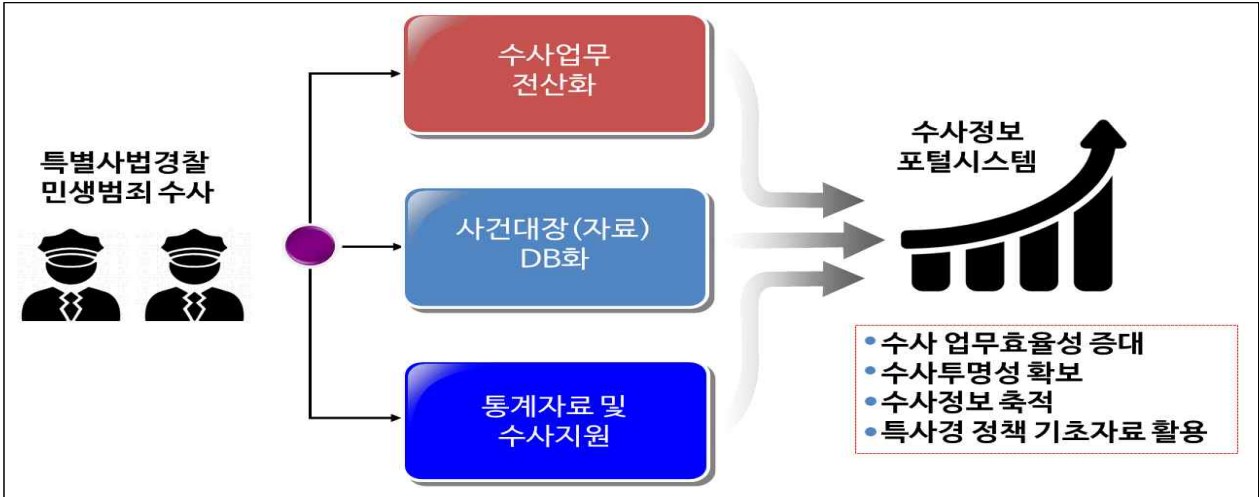 특별사법경찰
민생범죄 수사
수사업무
전산화
사건대장(자료)
DB화
통계자료 및
수사지원
수사정보
포털시스템
• 수사 업무효율성 증대
• 수사투명성 확보
• 수사정보 축적
• 특사경 정책 기초자료 활용